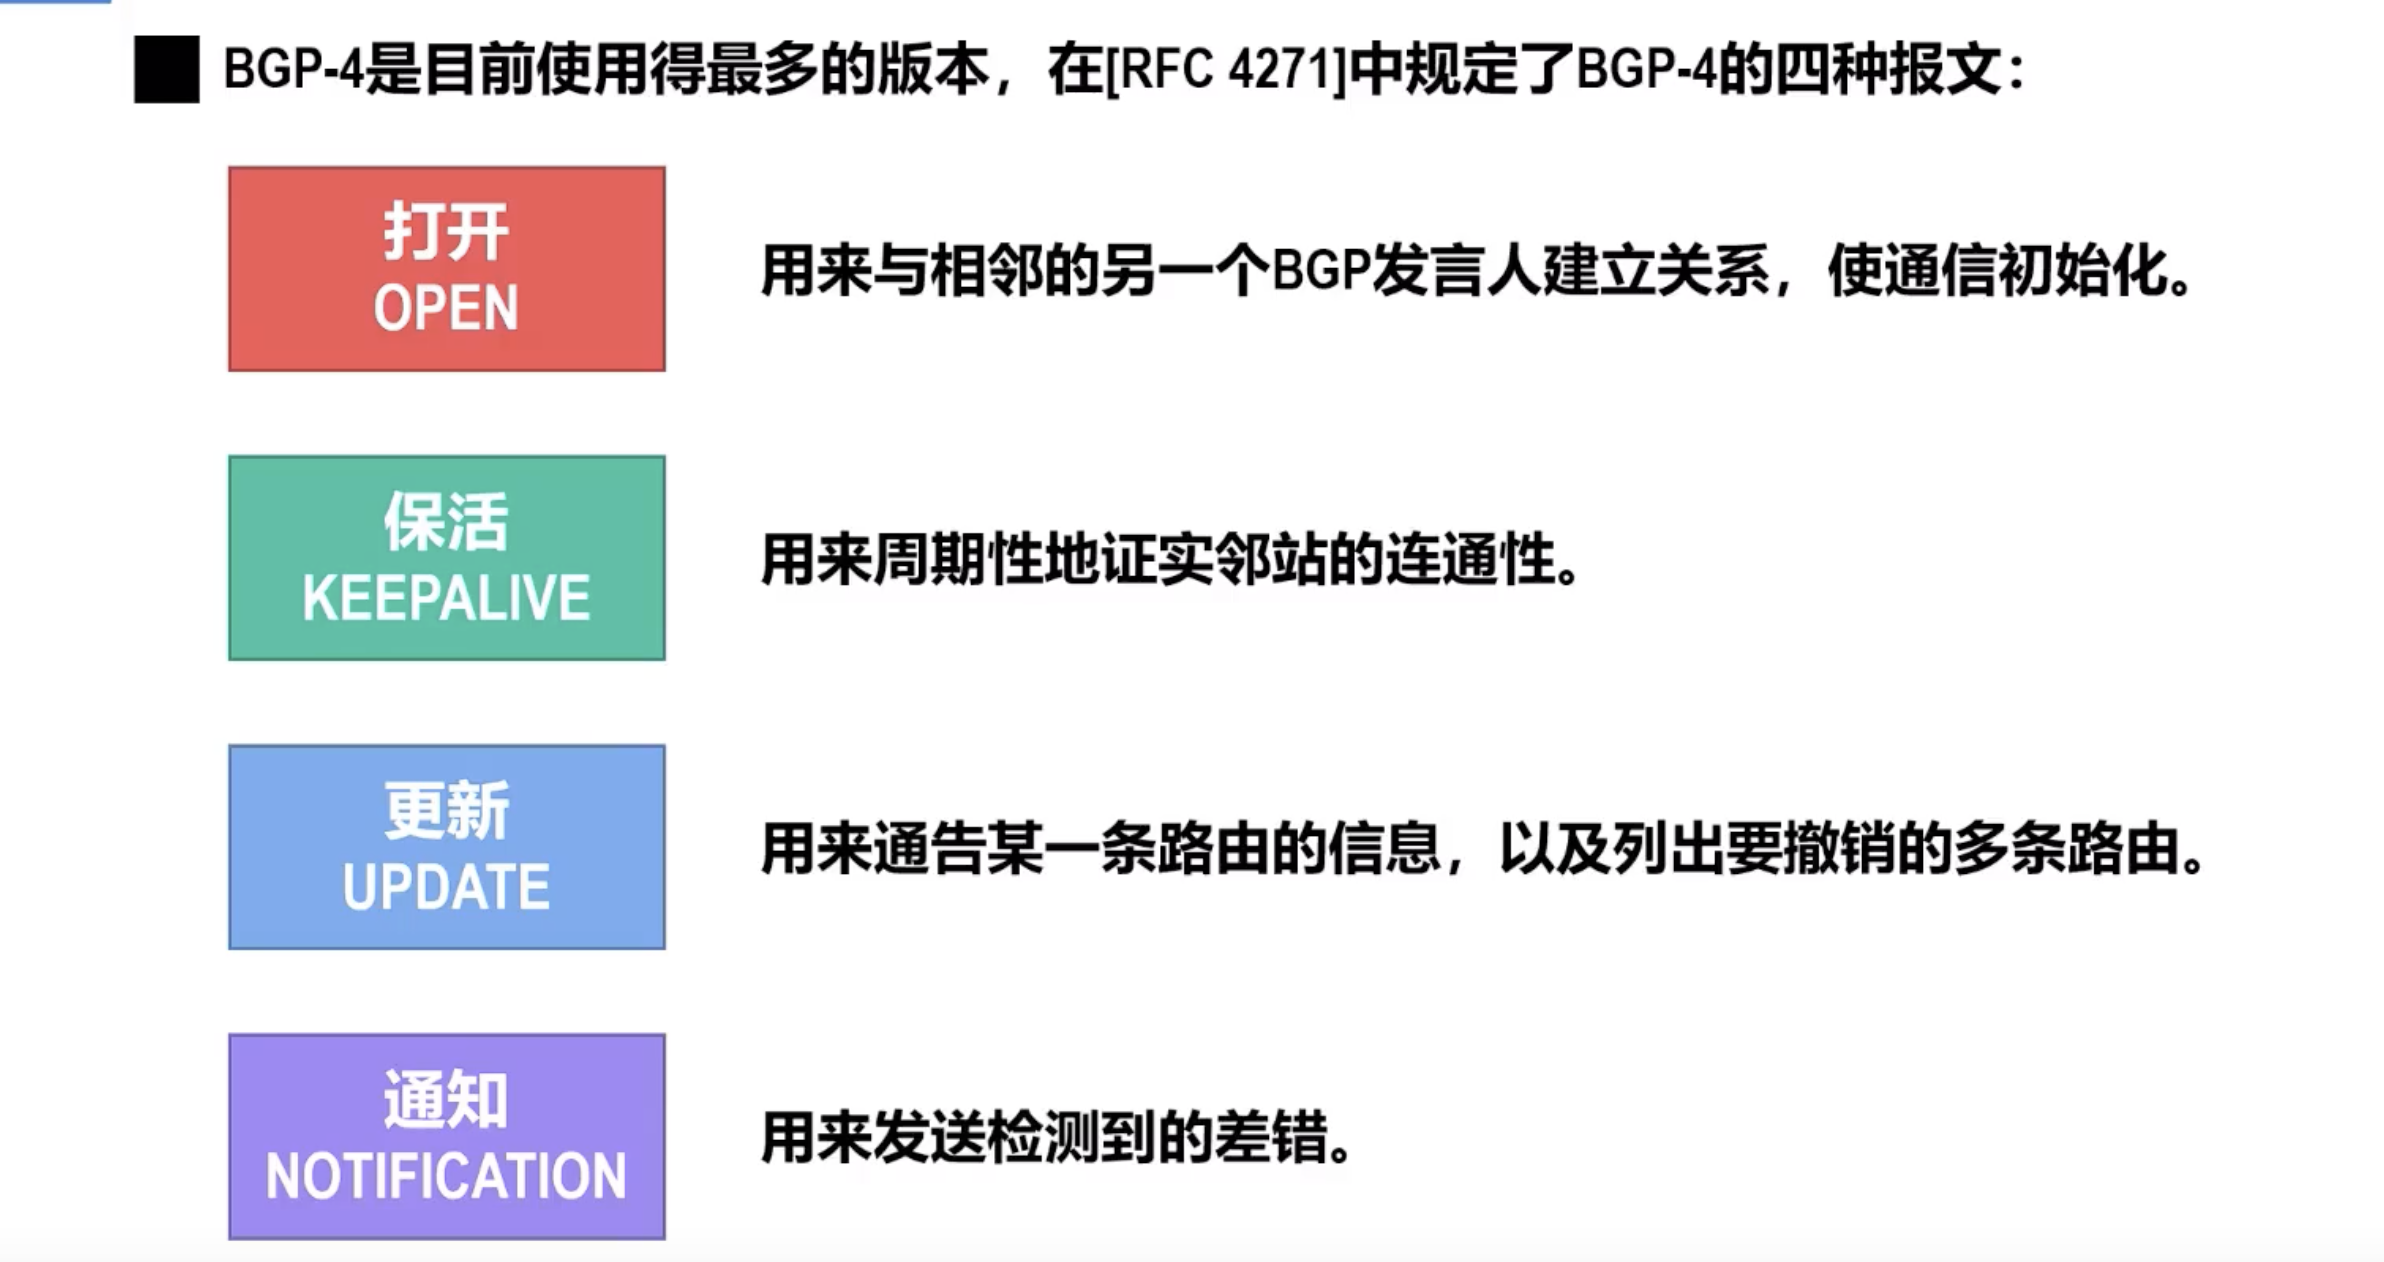 BGP-4是目前使用得最多的版本，在[RFC 4271]中规定了BGP-4的四种报文：
打开
OPEN
用来与相邻的另一个BGP发言人建立关系，使通信初始化。
保活
KEEPALIVE
用来周期性地证实邻站的连通性。
更新
UPDATE
用来通告某一条路由的信息，以及列出要撤销的多条路由。
通知
NOTIFICATION
用来发送检测到的差错。